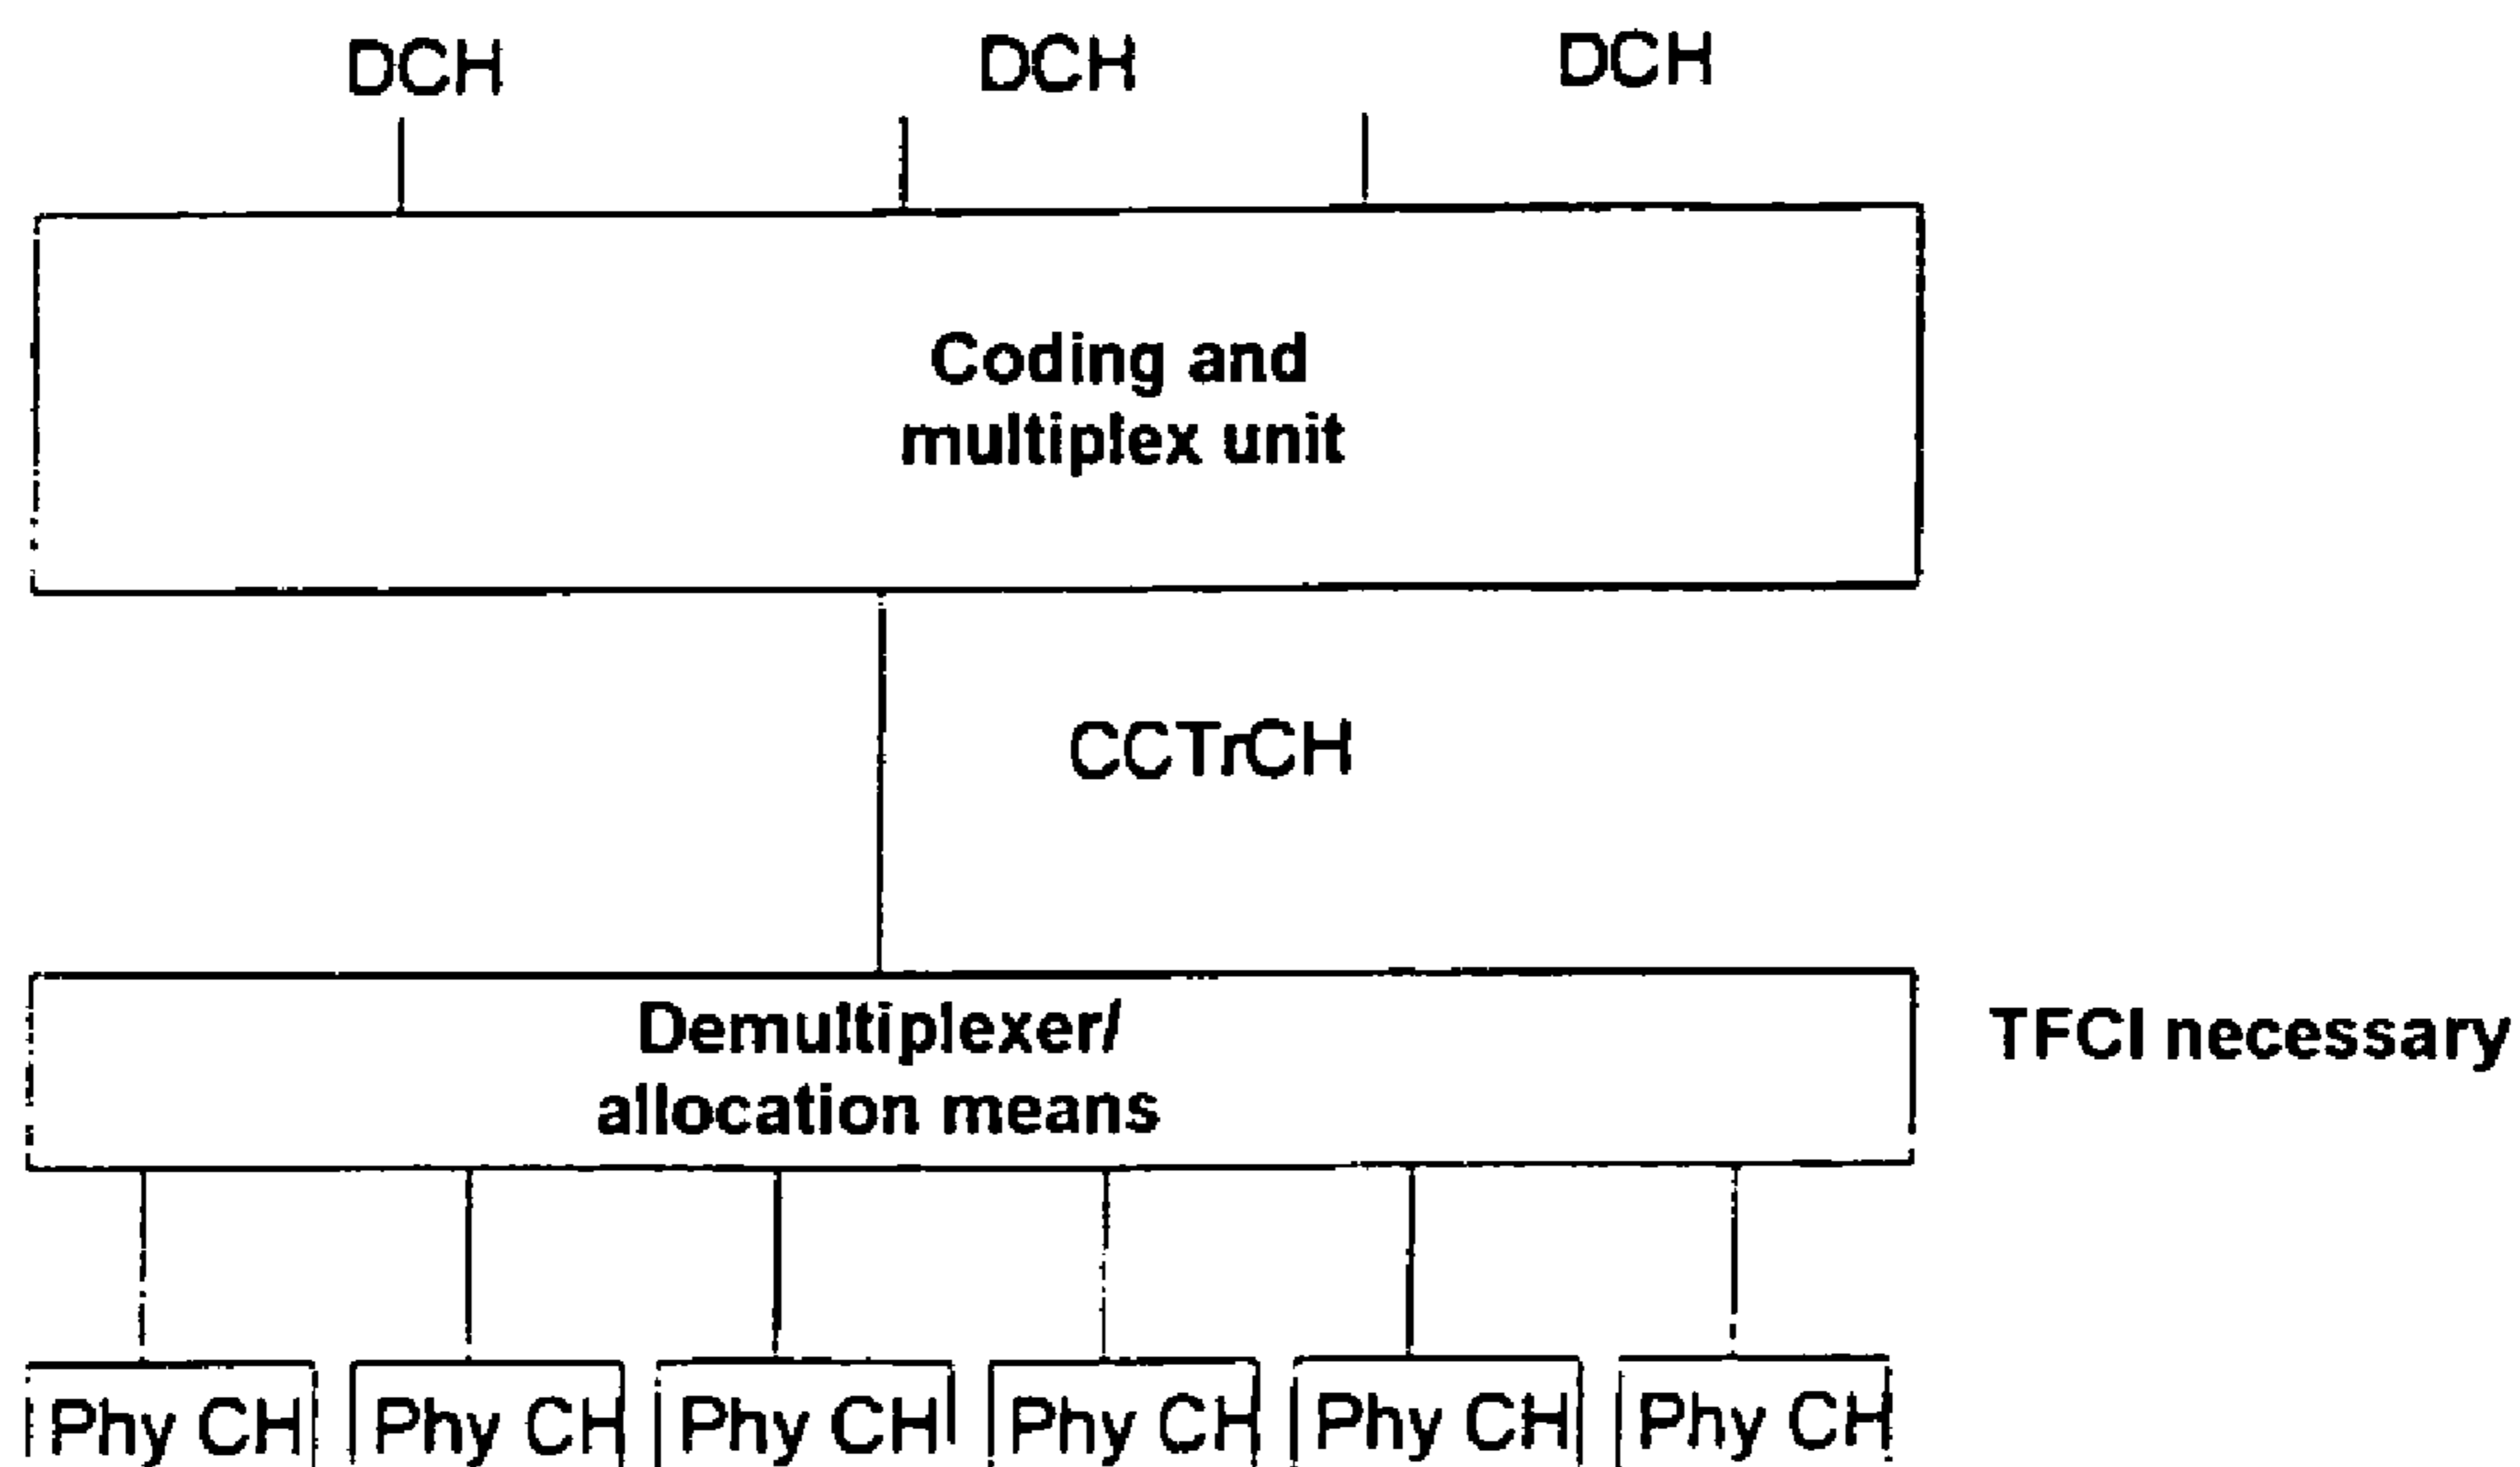 DCH DCH DCH
Coding and
multiplex unit
CCTrCH
Demultiplexer/
allocation means
TFCI necessary
Phy CH Phy CH Phy CH Phy CH Phy CH Phy CH